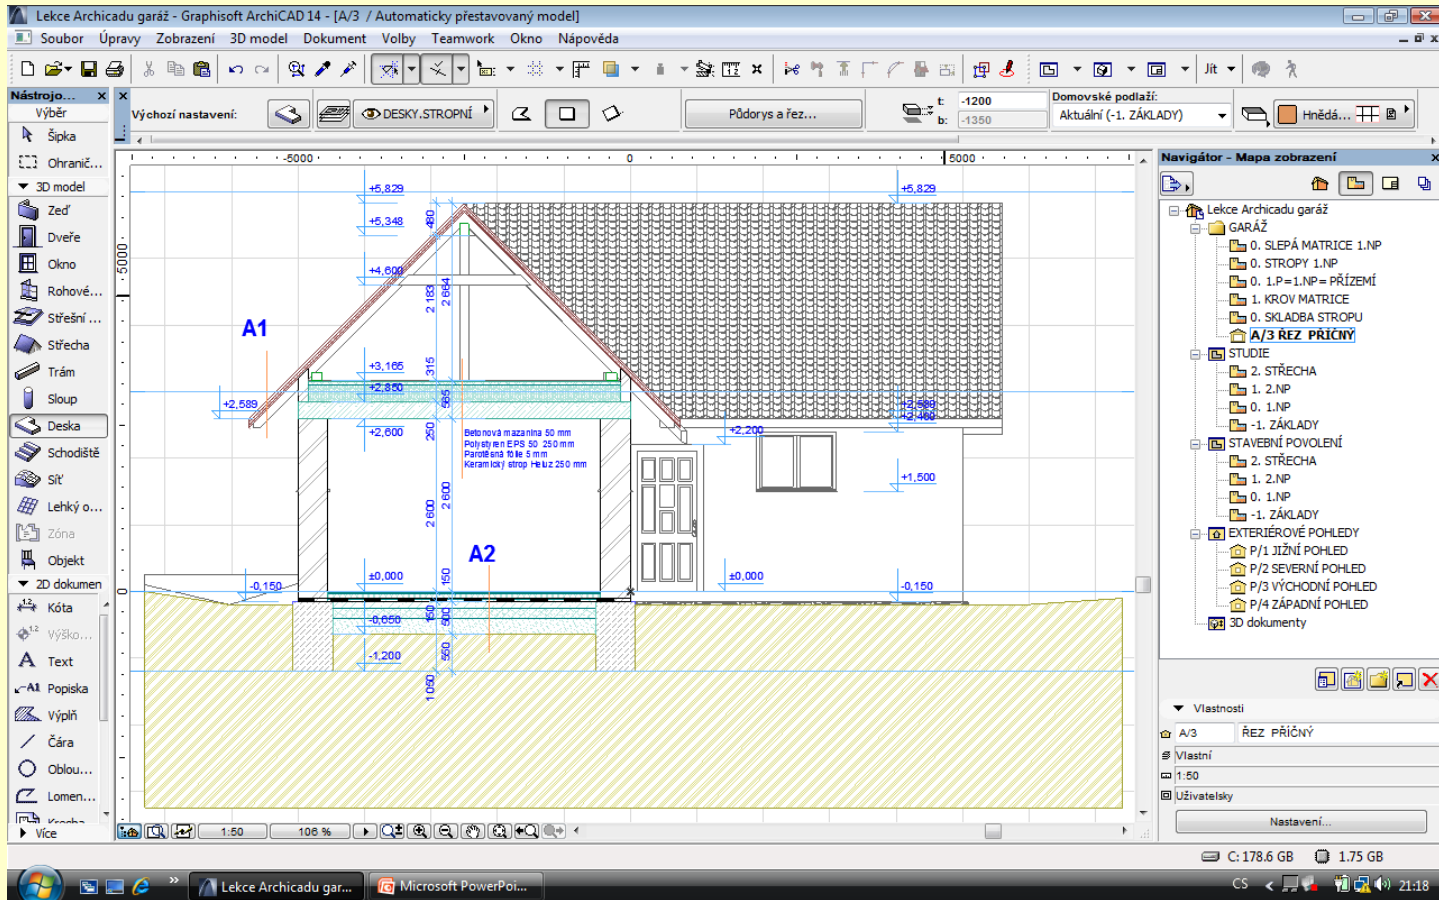 Lekce Archicadu garáž - Graphisoft ArchiCAD 14 - [A/3 / Automaticky přestavovaný model]
Soubor Úpravy Zobrazení 3D model Dokument Volby Teamwork Okno Nápověda
Jít
Nástrojo...
Výběr
Šipka
Ohranič...
3D model
Zeď
Dveře
Okno
Rohové...
Střešní ...
Střecha
Trám
Sloup
Deska
Schodiště
Síť
Lehký o...
Zóna
Objekt
2D dokumen
Kóta
Výško...
Text
Popiska
Výplň
Čára
Oblou...
Lomen...
Více
Výchozí nastavení:
DESKY.STROPNÍ
Půdorys a řez...
t: -1200
b: -1350
Domovské podlaží:
Aktuální (-1. ZÁKLADY)
Hnědá...
-5000
0
5000
5000
0
+5,829
+5,829
+5,348
480
+4,600
2 183
2 664
A1
+3,165
315
+2,850
565
+2,589
+2,589
+2,460
+2,600
250
+2,200
Betonová mazanina 50 mm
Polystyren EPS 50 250 mm
Parotěsná fólie 5 mm
Keramický strop Heluz 250 mm
+1,500
2 600
2 600
A2
±0,000
150
±0,000
-0,150
-0,150
-0,650
150
500
-1,200
550
1 050
1:50
106 %
Navigátor - Mapa zobrazení
Lekce Archicadu garáž
GARÁŽ
0. SLEPÁ MATRICE 1.NP
0. STROPY 1.NP
0. 1.P=1.NP= PŘÍZEMÍ
1. KROV MATRICE
0. SKLADBA STROPU
A/3 ŘEZ PŘÍČNÝ
STUDIE
2. STŘECHA
1. 2.NP
0. 1.NP
-1. ZÁKLADY
STAVEBNÍ POVOLENÍ
2. STŘECHA
1. 2.NP
0. 1.NP
-1. ZÁKLADY
EXTERIÉROVÉ POHLEDY
P/1 JIŽNÍ POHLED
P/2 SEVERNÍ POHLED
P/3 VÝCHODNÍ POHLED
P/4 ZÁPADNÍ POHLED
3D dokumenty
Vlastnosti
A/3 ŘEZ PŘÍČNÝ
Vlastní
1:50
Uživatelsky
Nastavení...
C: 178.6 GB 1.75 GB
Lekce Archicadu gar...
Microsoft PowerPoi...
CS
21:18